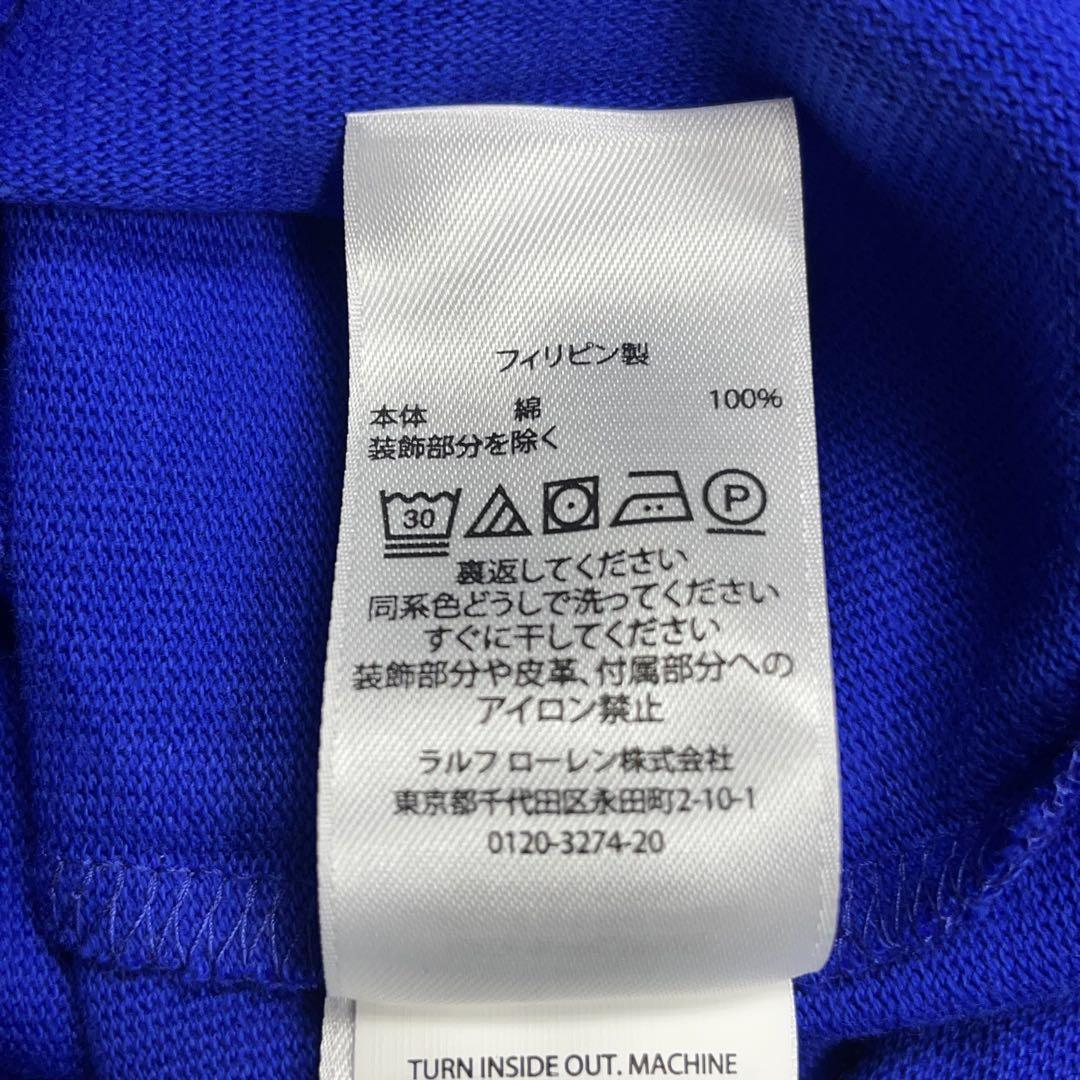 フィリピン製
本体 綿 100%
装飾部分を除く
30 P
裏返してください
同系色どうしで洗ってください
すぐに干してください
装飾部分や皮革、付属部分への
アイロン禁止
ラルフ ローレン株式会社
東京都千代田区永田町2-10-1
0120-3274-20
TURN INSIDE OUT. MACHINE